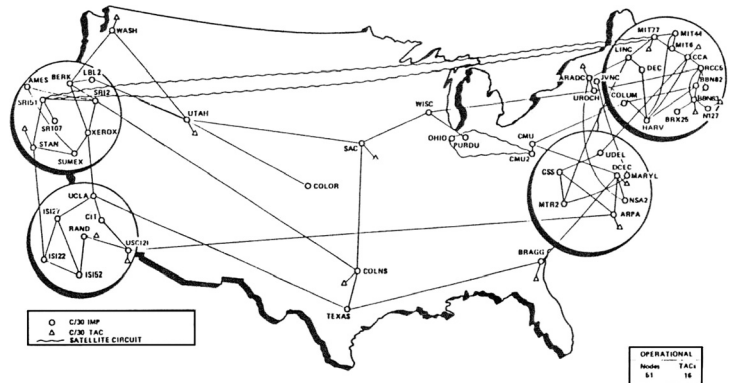 WASH
MIT77
MIT44
MIT6
LINC
DEC
CCA
RCC5
BBN82
BBN63
N127
BRX25
HARV
COLUM
ARADC
JVNC
UROCH
AMES
BERK
LBL2
SRI51
SRI2
SRI07
XEROX
STAN
SUMEX
UTAH
WISC
SAC
OHIO
PURDU
CMU
CMU2
COLOR
UDEL
CSS
DCEC
MARYL
MTR2
NSA2
ARPA
UCLA
ISI27
CIT
RAND
USC121
ISI22
ISI52
COLNS
TEXAS
BRAGG
C/30 IMP
C/30 TAC
SATELLITE CIRCUIT
OPERATIONAL
Nodes TACs
51 16